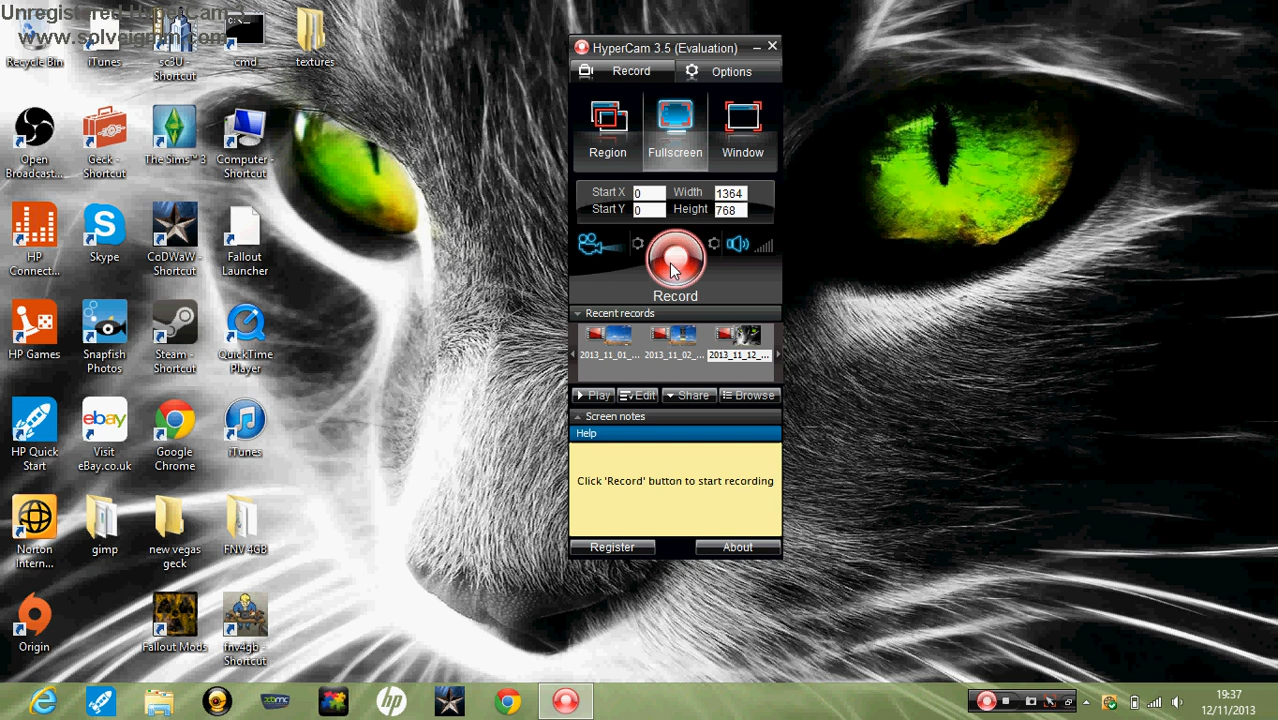 Unregistered HyperCam 3
www.solveigmm.com
Recycle Bin
iTunes
sc3U -
Shortcut
cmd
textures
Open
Broadcast...
Geck -
Shortcut
The Sims™ 3
Computer -
Shortcut
HP
Connect...
Skype
CoDWaW -
Shortcut
Fallout
Launcher
HP Games
Snapfish
Photos
Steam -
Shortcut
QuickTime
Player
HP Quick
Start
ebay
Visit
eBay.co.uk
Google
Chrome
iTunes
Norton
Intern...
gimp
new vegas
geck
FNV 4GB
Origin
Fallout Mods
fnv4gb -
Shortcut
HyperCam 3.5 (Evaluation)
Record
Options
Region
Fullscreen
Window
Start X 0 Width 1364
Start Y 0 Height 768
Record
Recent records
2013_11_01_...
2013_11_02_...
2013_11_12_...
Play
Edit
Share
Browse
Screen notes
Help
Click 'Record' button to start recording
Register
About
xbmc
hp
19:37
12/11/2013